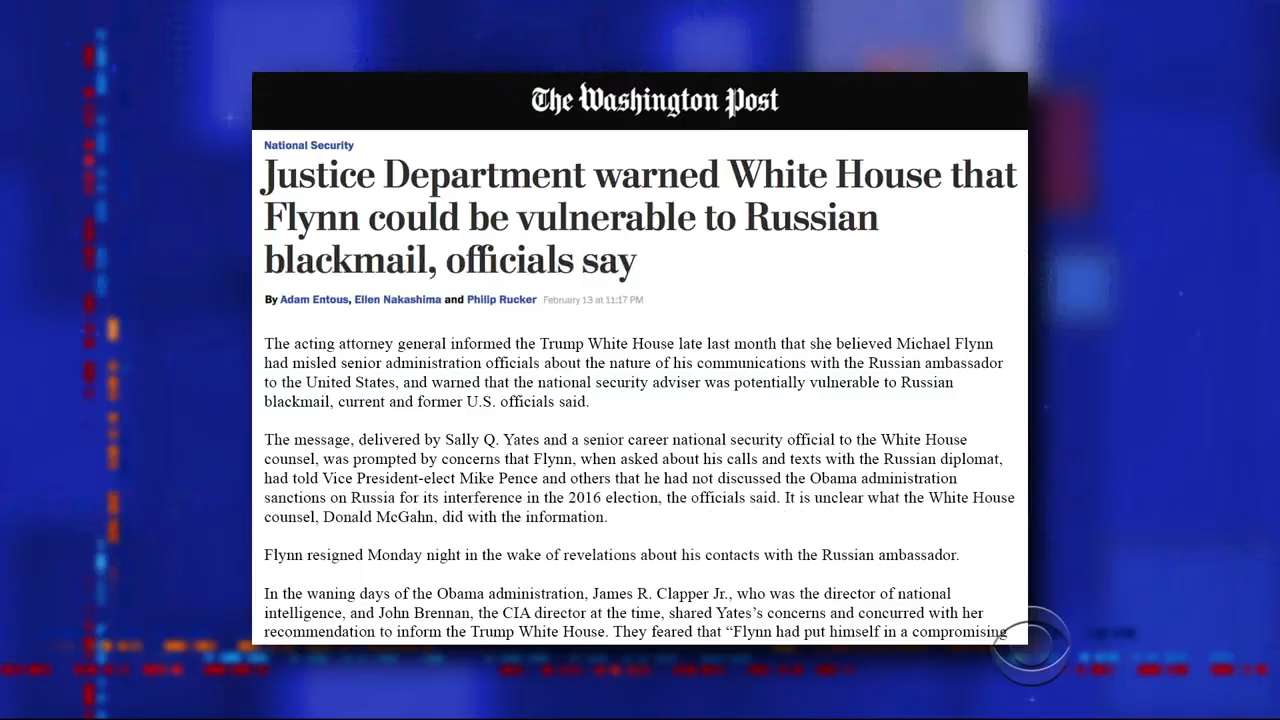 The Washington Post
National Security
Justice Department warned White House that
Flynn could be vulnerable to Russian
blackmail, officials say
By Adam Entous, Ellen Nakashima and Philip Rucker February 13 at 11:17 PM
The acting attorney general informed the Trump White House late last month that she believed Michael Flynn
had misled senior administration officials about the nature of his communications with the Russian ambassador
to the United States, and warned that the national security adviser was potentially vulnerable to Russian
blackmail, current and former U.S. officials said.
The message, delivered by Sally Q. Yates and a senior career national security official to the White House
counsel, was prompted by concerns that Flynn, when asked about his calls and texts with the Russian diplomat,
had told Vice President-elect Mike Pence and others that he had not discussed the Obama administration
sanctions on Russia for its interference in the 2016 election, the officials said. It is unclear what the White House
counsel, Donald McGahn, did with the information.
Flynn resigned Monday night in the wake of revelations about his contacts with the Russian ambassador.
In the waning days of the Obama administration, James R. Clapper Jr., who was the director of national
intelligence, and John Brennan, the CIA director at the time, shared Yates’s concerns and concurred with her
recommendation to inform the Trump White House. They feared that “Flynn had put himself in a compromising